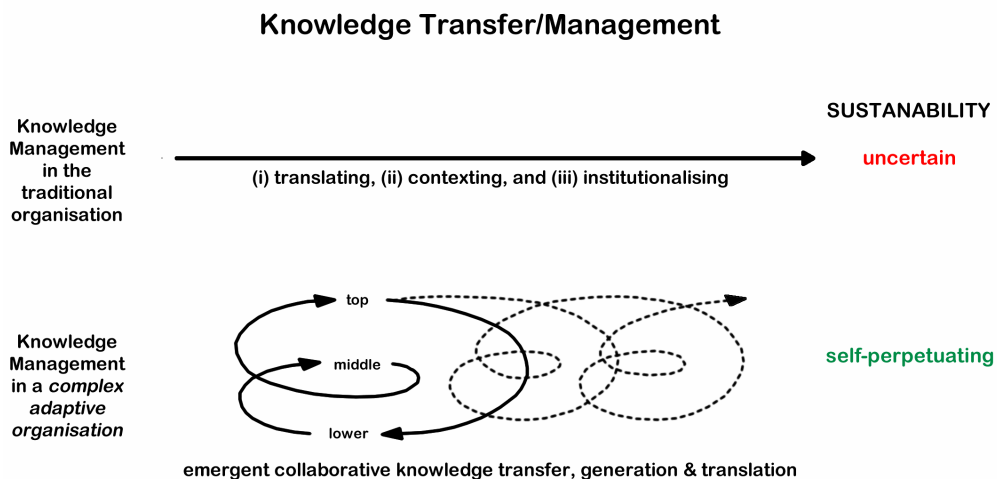 Knowledge Transfer/Management
SUSTANABILITY
Knowledge
Management
in the
traditional
organisation
uncertain
(i) translating, (ii) contexting, and (iii) institutionalising
top
middle
lower
Knowledge
Management
in a complex
adaptive
organisation
self-perpetuating
emergent collaborative knowledge transfer, generation & translation